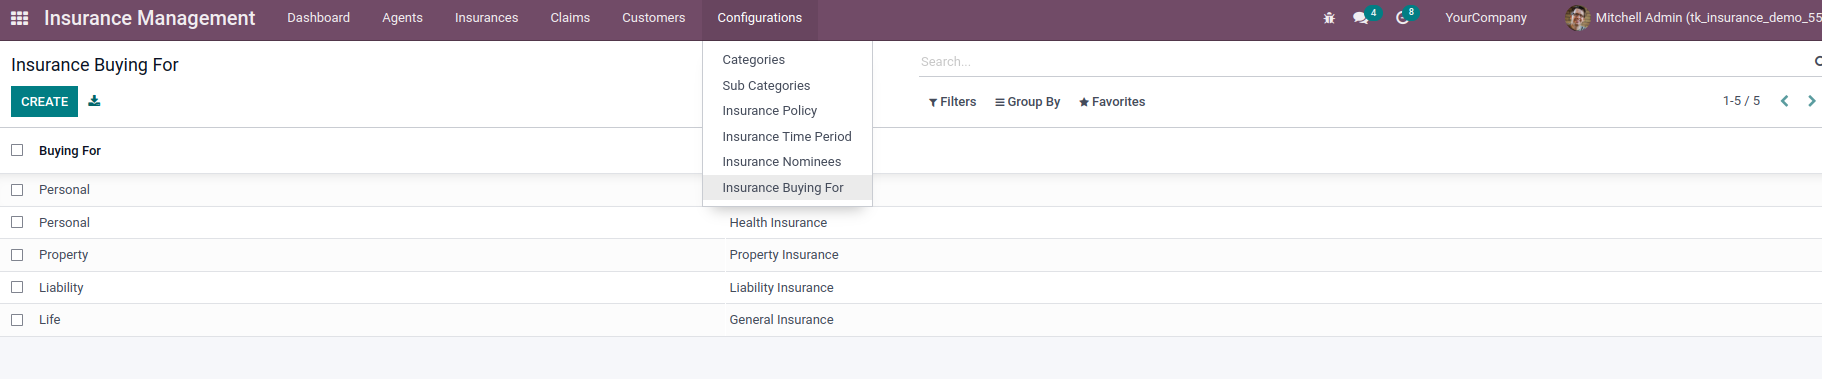 Insurance Management Dashboard Agents Insurances Claims Customers Configurations 4 8 YourCompany Mitchell Admin (tk_insurance_demo_55
Insurance Buying For
Search...
CREATE
Filters Group By Favorites 1-5 / 5
Categories
Sub Categories
Insurance Policy
Insurance Time Period
Insurance Nominees
Insurance Buying For
Buying For
Personal
Personal Health Insurance
Property Property Insurance
Liability Liability Insurance
Life General Insurance